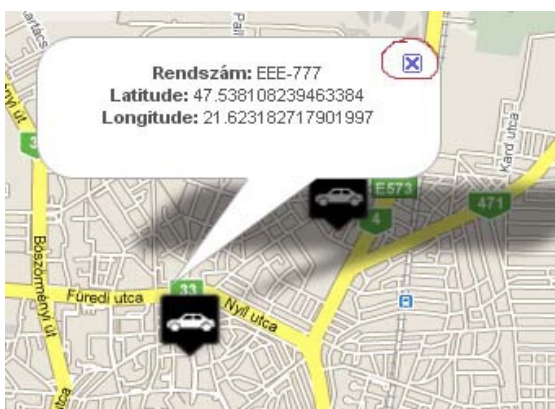 Rendszám: EEE-777
Latitude: 47.538108239463384
Longitude: 21.623182717901997
Kard utca
E573
471
4
33
Füredi utca
Nyíl utca
Böszörményi út